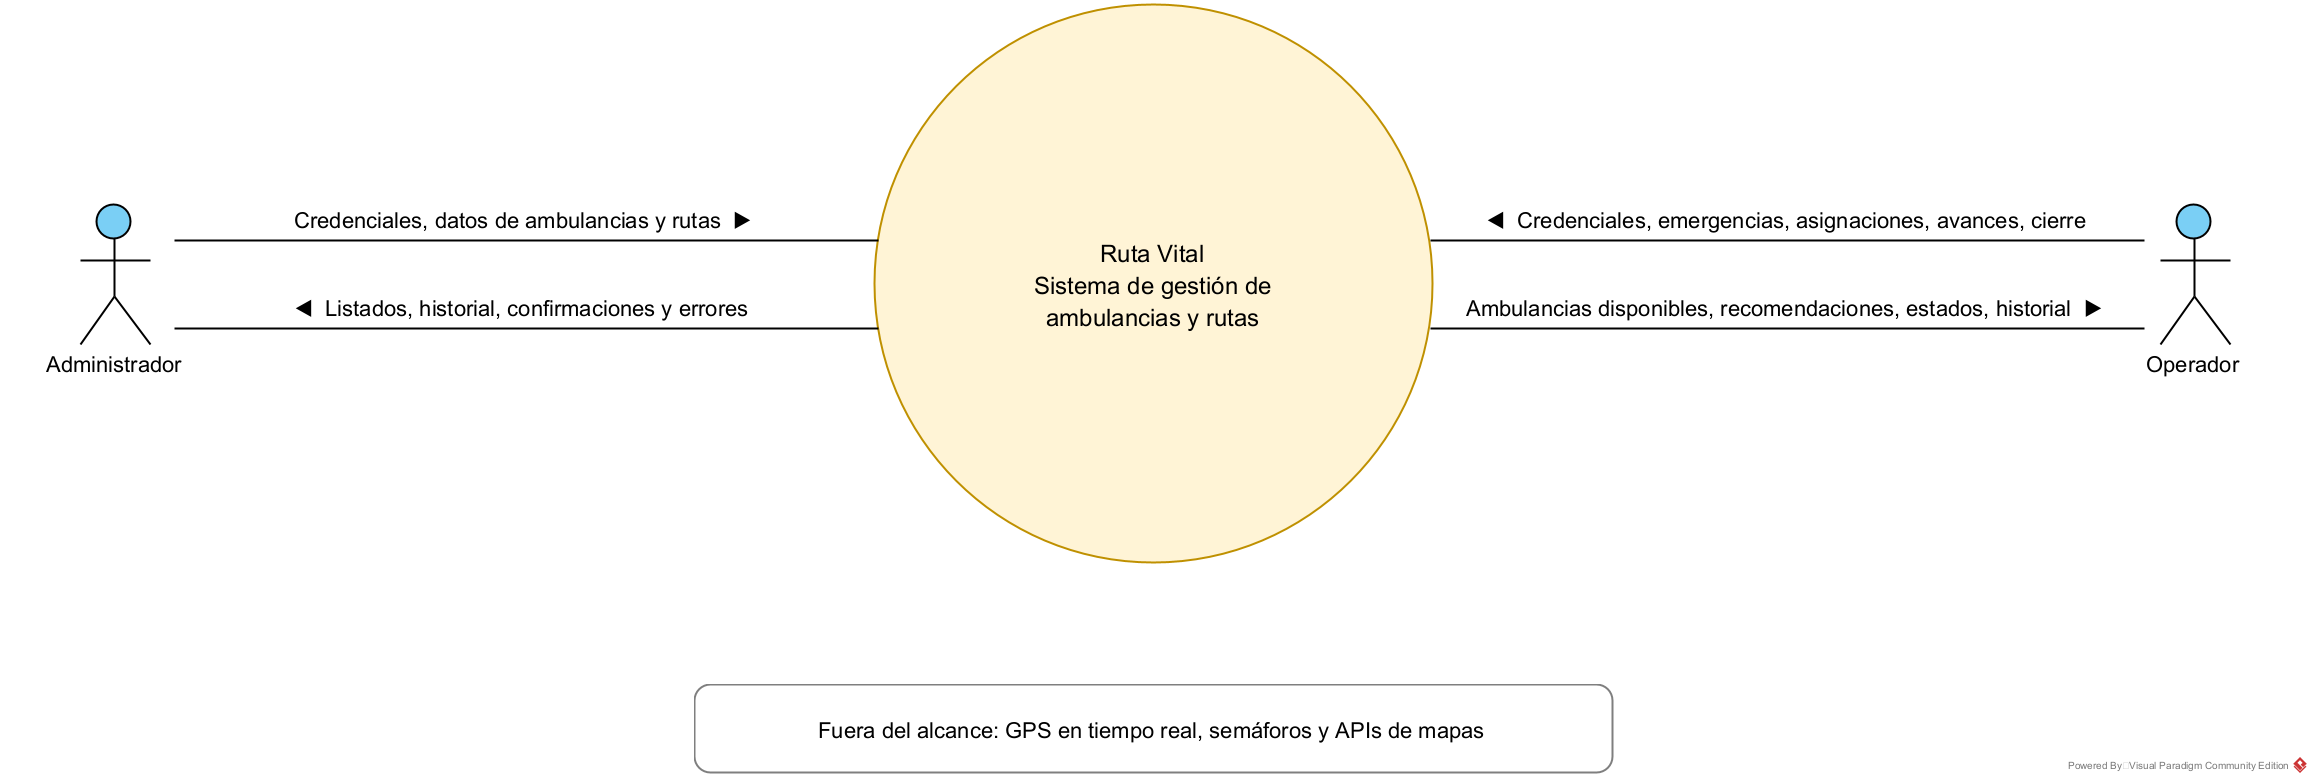 Credenciales, datos de ambulancias y rutas
Listados, historial, confirmaciones y errores
Administrador
Ruta Vital
Sistema de gestión de
ambulancias y rutas
Credenciales, emergencias, asignaciones, avances, cierre
Ambulancias disponibles, recomendaciones, estados, historial
Operador
Fuera del alcance: GPS en tiempo real, semáforos y APIs de mapas
Powered By Visual Paradigm Community Edition